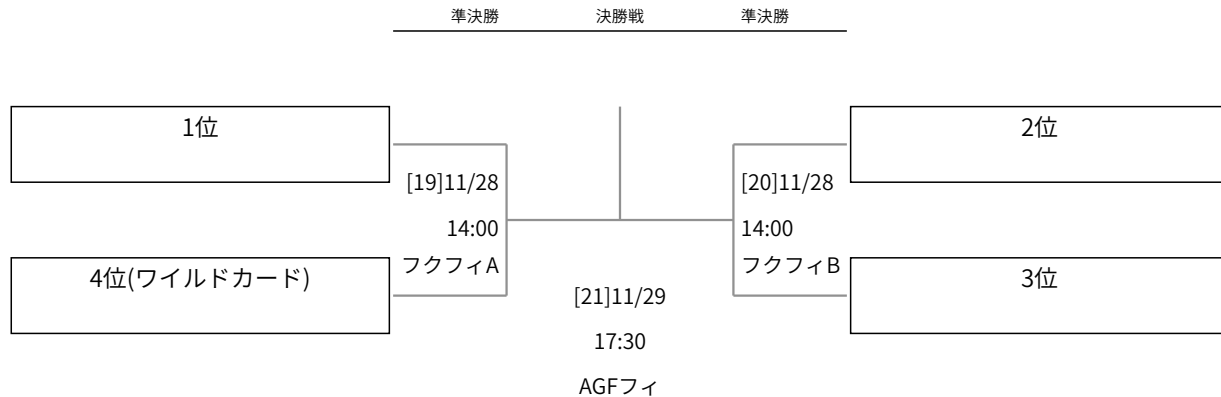 準決勝 決勝戦 準決勝
1位
2位
[19]11/28
14:00
フクフィA
[20]11/28
14:00
フクフィB
4位(ワイルドカード)
3位
[21]11/29
17:30
AGFフィ